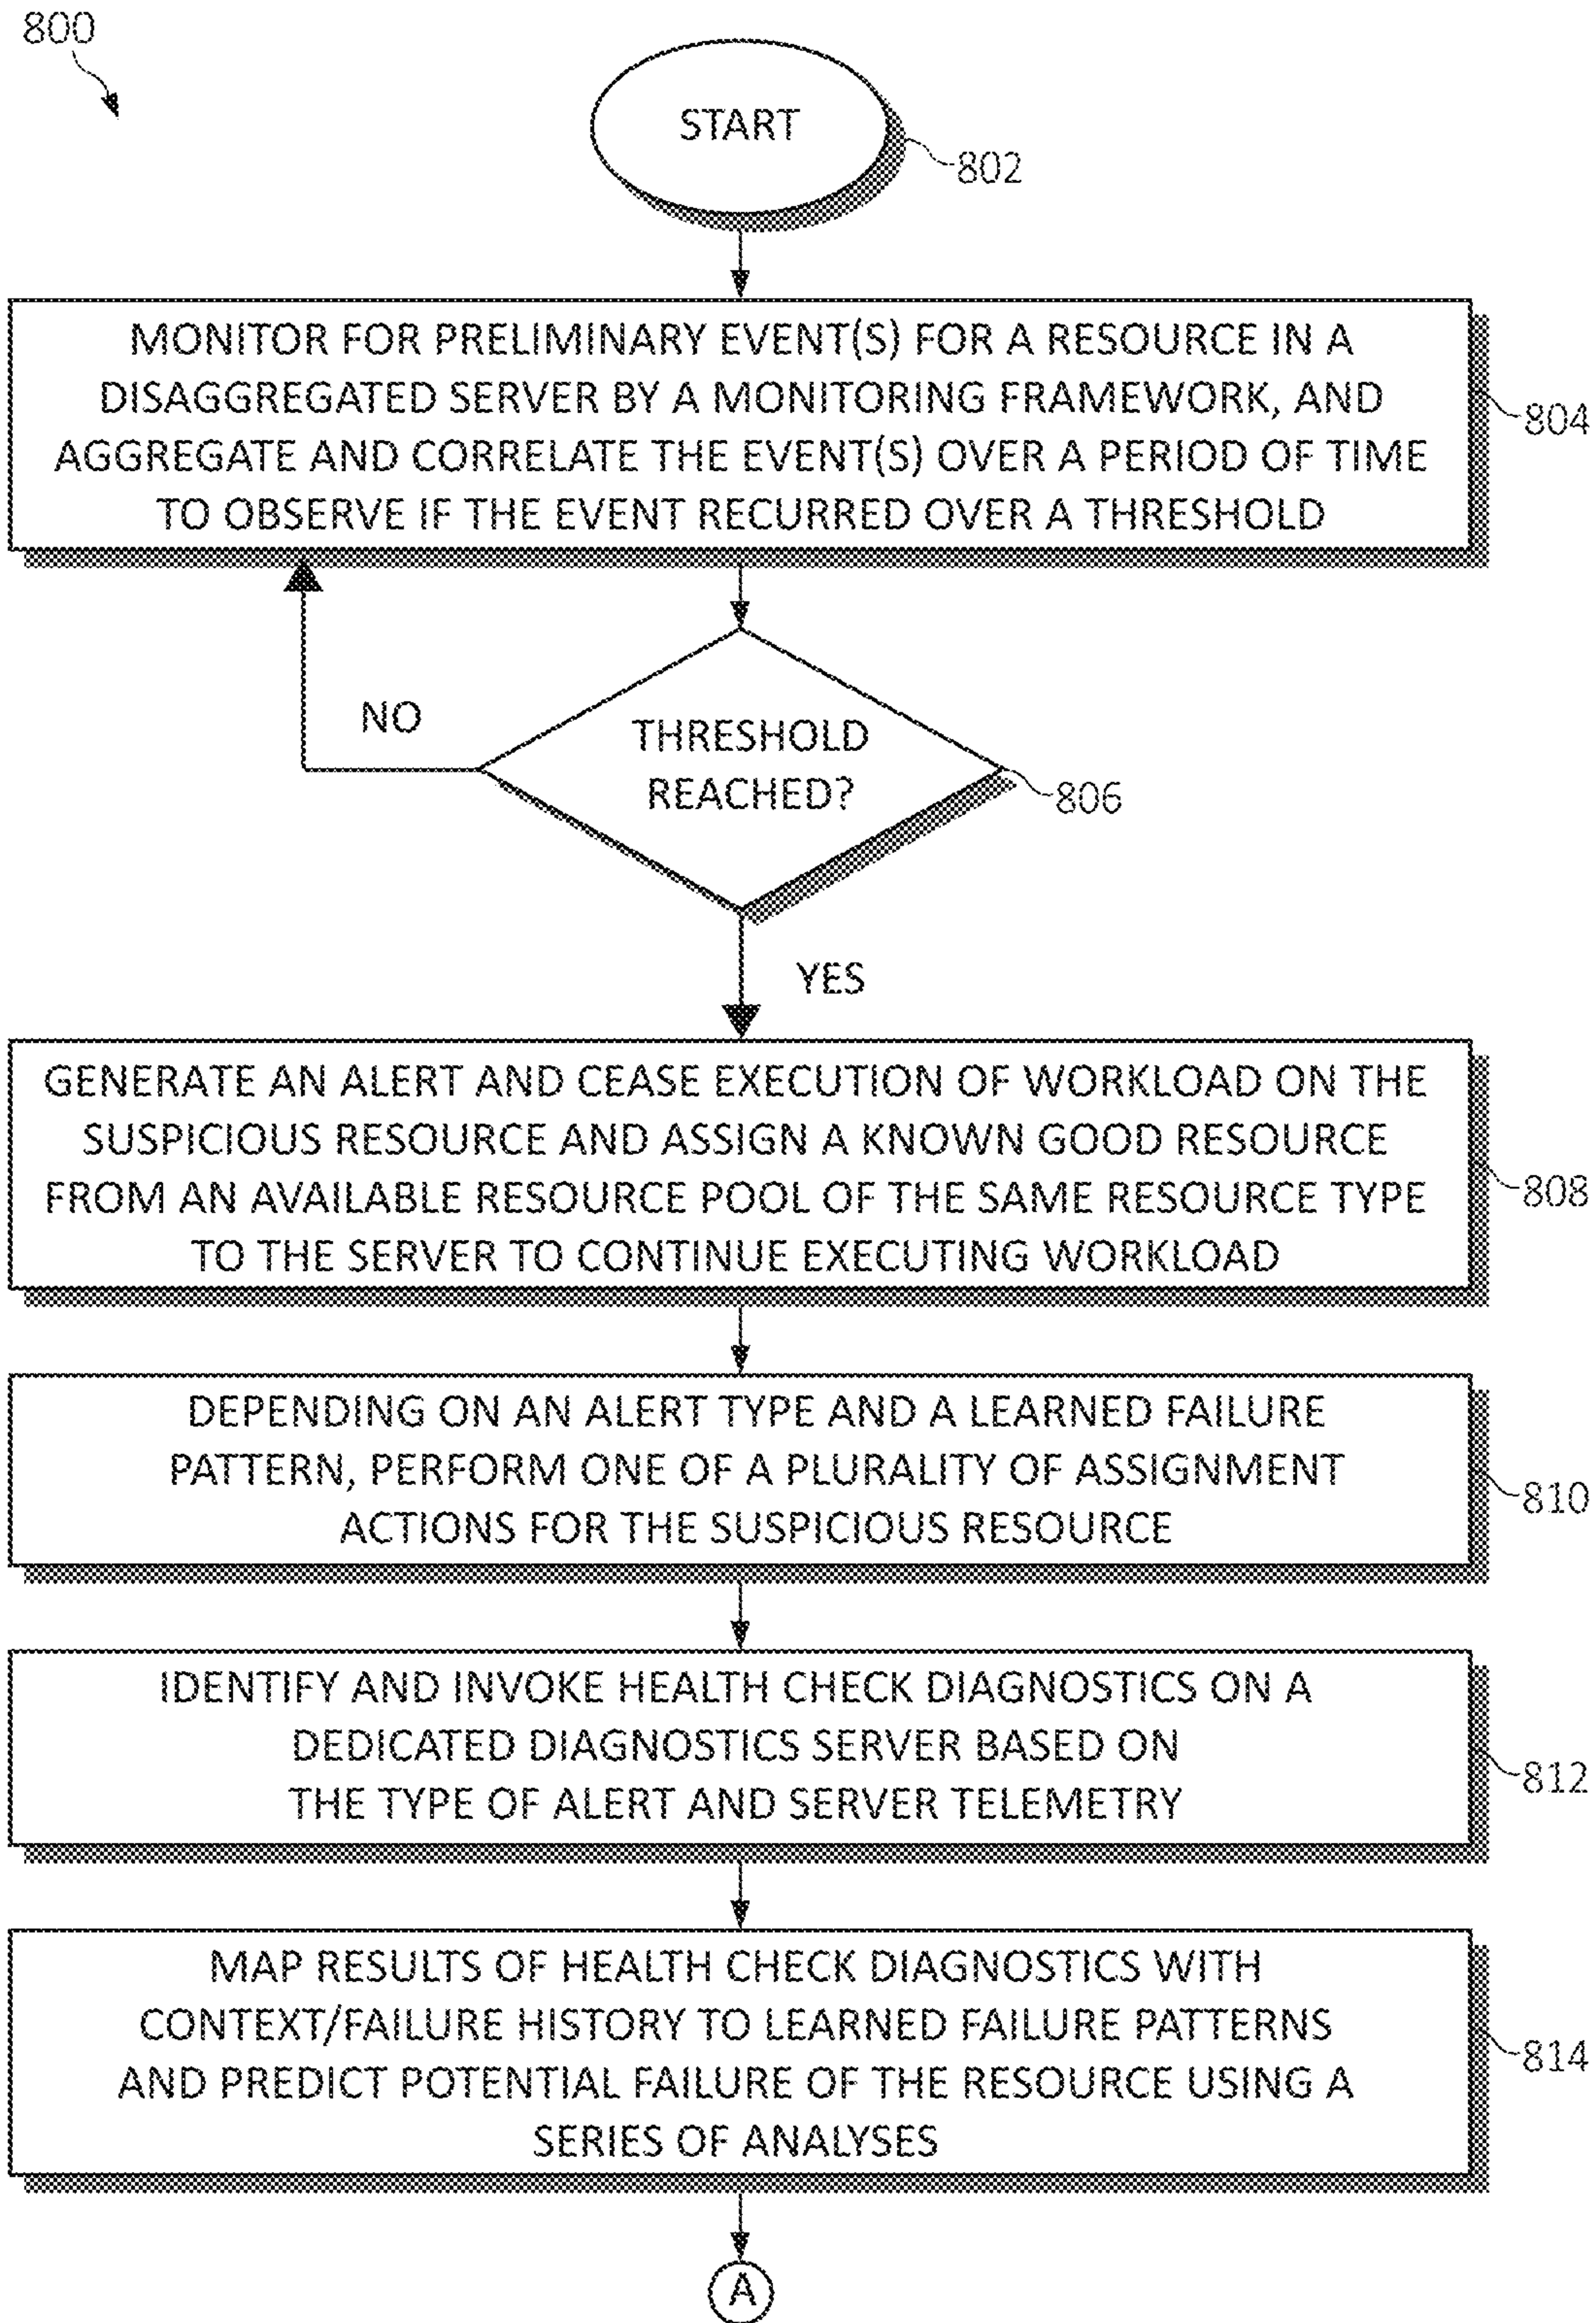 800
START
802
MONITOR FOR PRELIMINARY EVENT(S) FOR A RESOURCE IN A
DISAGGREGATED SERVER BY A MONITORING FRAMEWORK, AND
AGGREGATE AND CORRELATE THE EVENT(S) OVER A PERIOD OF TIME
TO OBSERVE IF THE EVENT RECURRED OVER A THRESHOLD
804
NO
THRESHOLD
REACHED?
806
YES
GENERATE AN ALERT AND CEASE EXECUTION OF WORKLOAD ON THE
SUSPICIOUS RESOURCE AND ASSIGN A KNOWN GOOD RESOURCE
FROM AN AVAILABLE RESOURCE POOL OF THE SAME RESOURCE TYPE
TO THE SERVER TO CONTINUE EXECUTING WORKLOAD
808
DEPENDING ON AN ALERT TYPE AND A LEARNED FAILURE
PATTERN, PERFORM ONE OF A PLURALITY OF ASSIGNMENT
ACTIONS FOR THE SUSPICIOUS RESOURCE
810
IDENTIFY AND INVOKE HEALTH CHECK DIAGNOSTICS ON A
DEDICATED DIAGNOSTICS SERVER BASED ON
THE TYPE OF ALERT AND SERVER TELEMETRY
812
MAP RESULTS OF HEALTH CHECK DIAGNOSTICS WITH
CONTEXT/FAILURE HISTORY TO LEARNED FAILURE PATTERNS
AND PREDICT POTENTIAL FAILURE OF THE RESOURCE USING A
SERIES OF ANALYSES
814
A